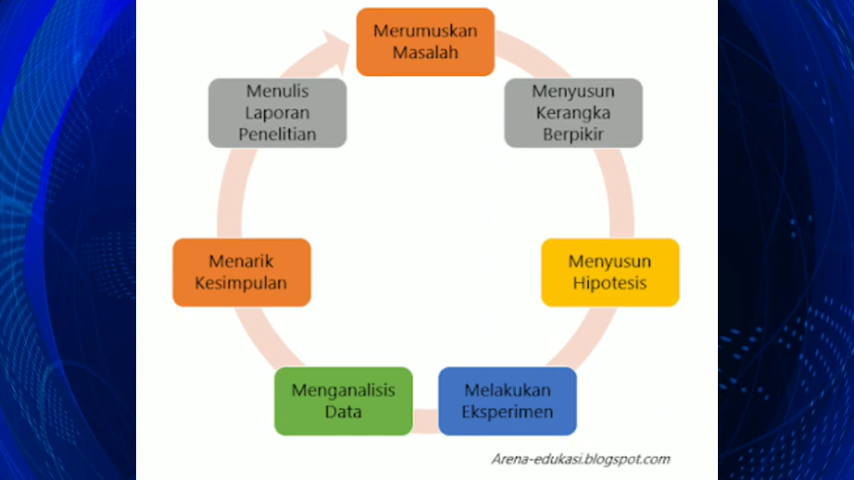 Merumuskan
Masalah
Menyusun
Kerangka
Berpikir
Menyusun
Hipotesis
Melakukan
Eksperimen
Menganalisis
Data
Menarik
Kesimpulan
Menulis
Laporan
Penelitian
Arena-edukasi.blogspot.com